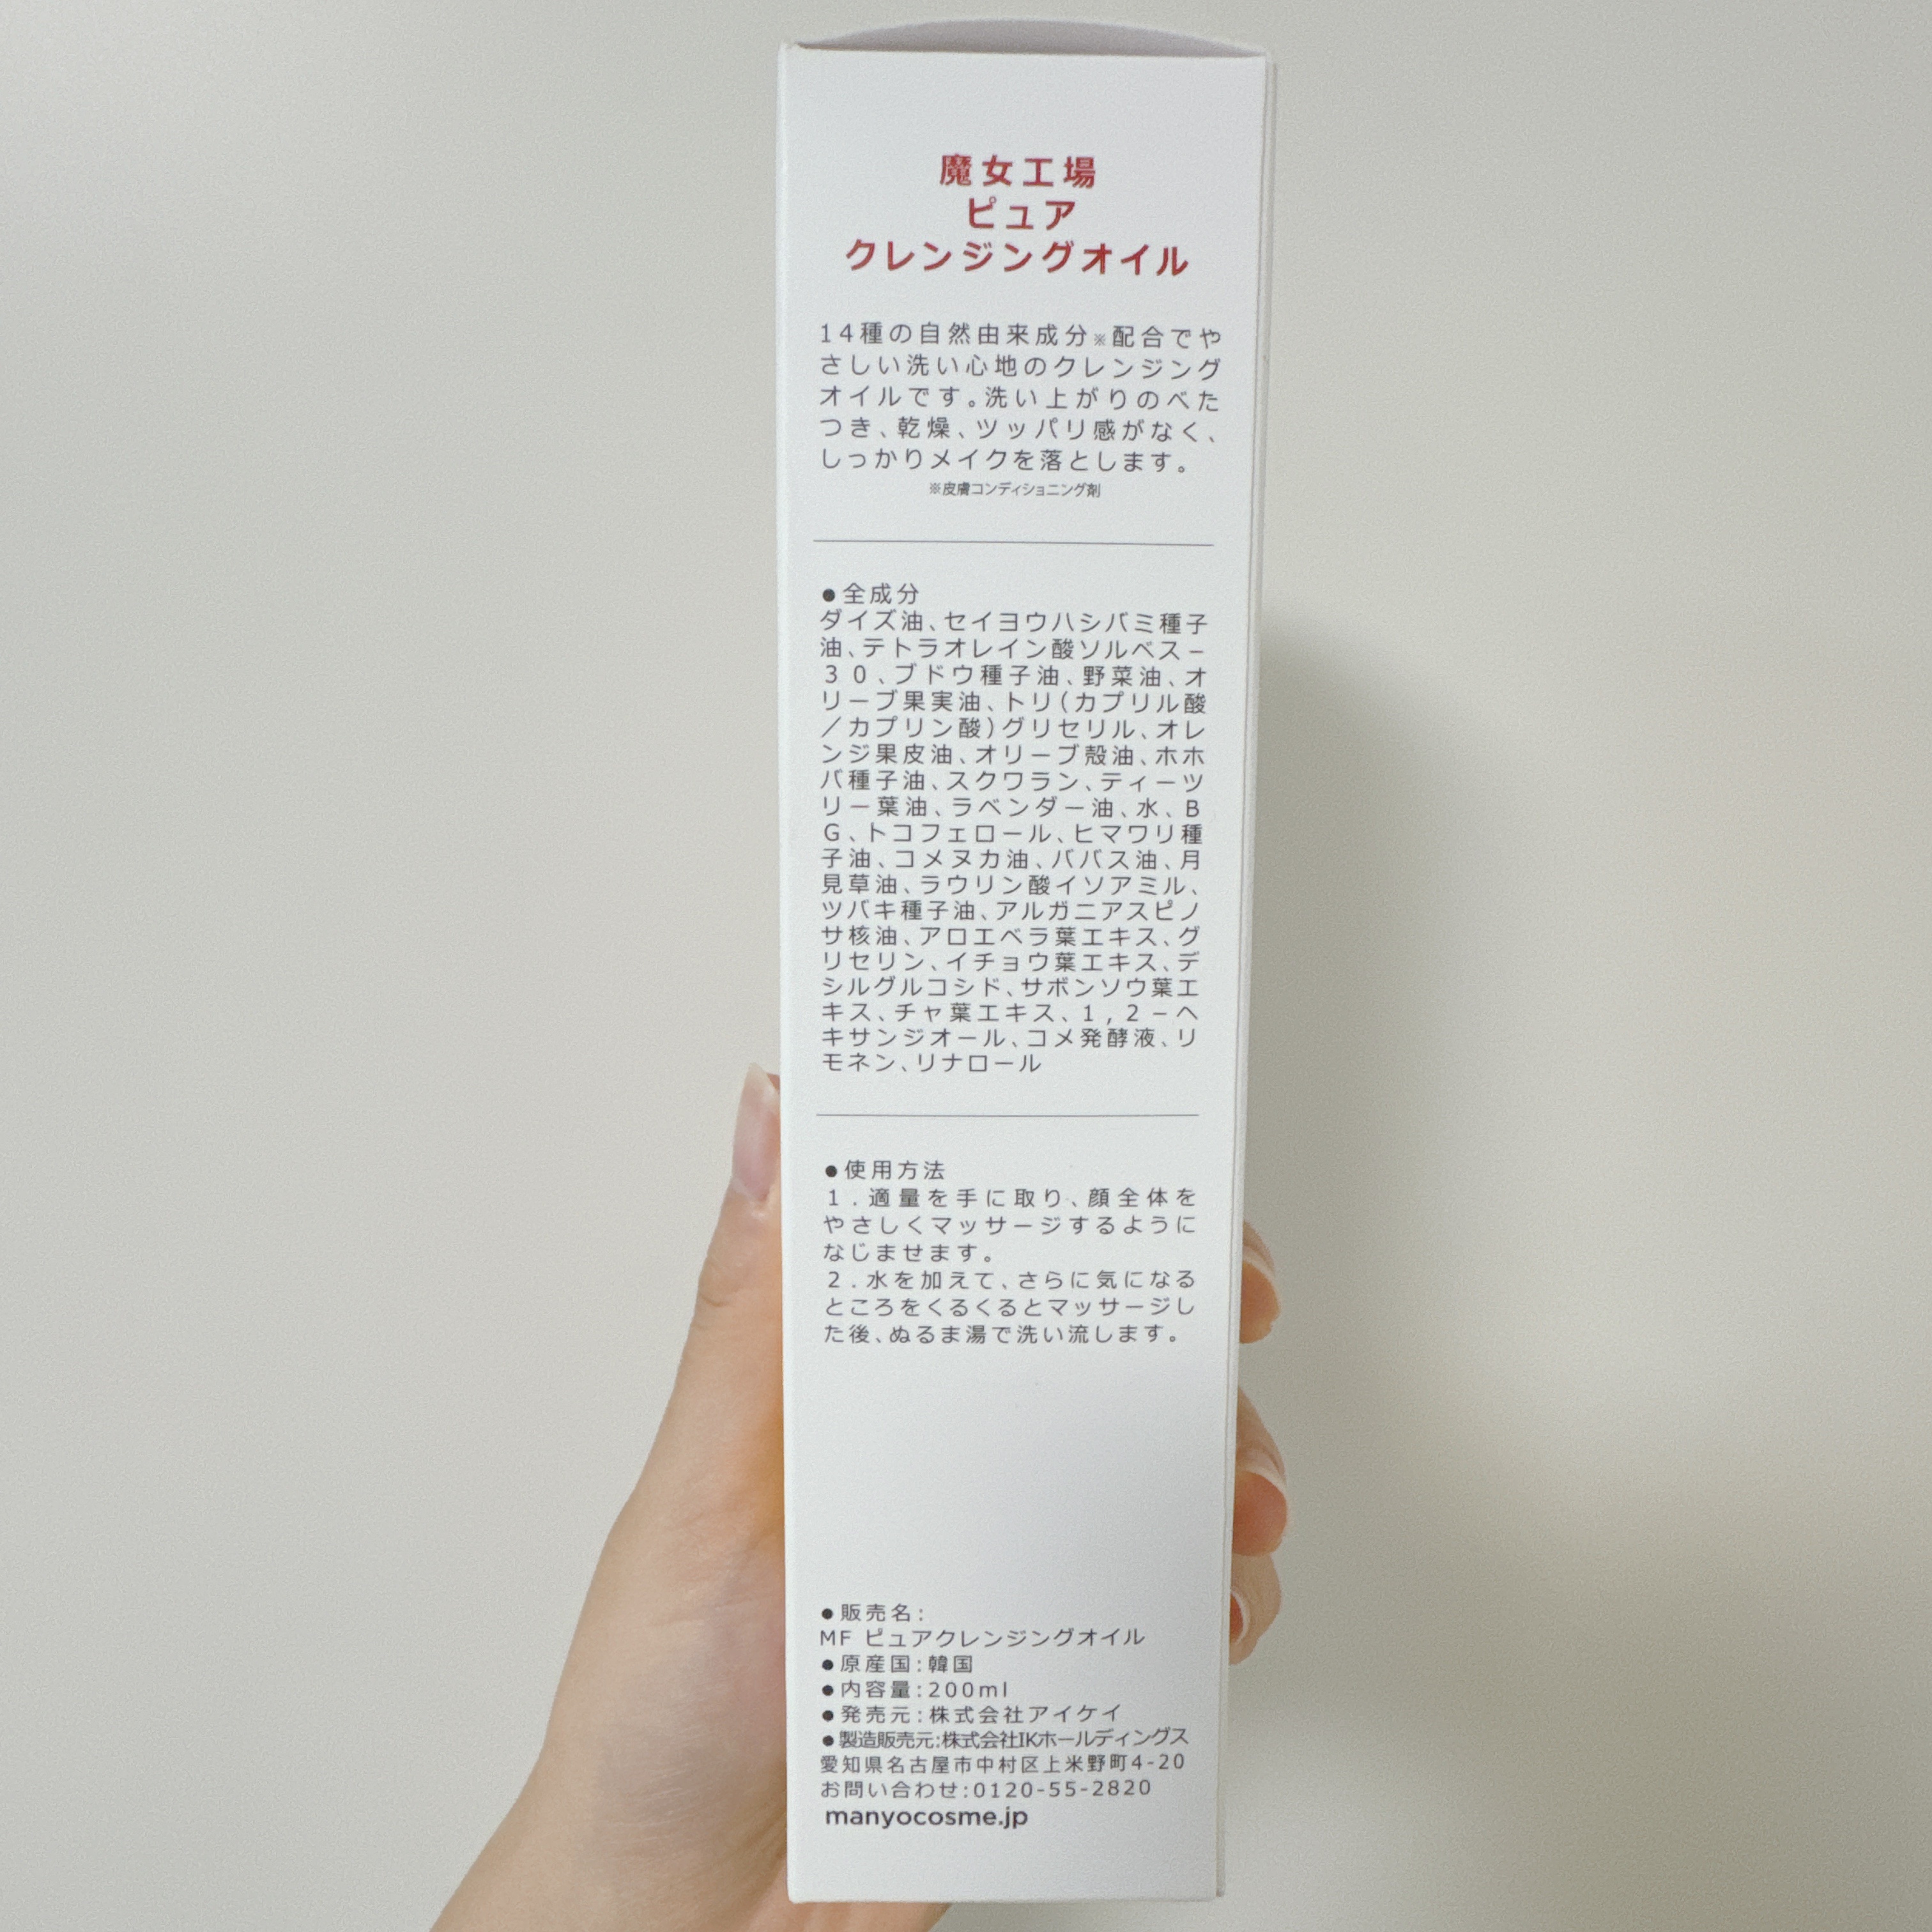 魔女工場
ピュア
クレンジングオイル
14種の自然由来成分※配合でや
さしい洗い心地のクレンジング
オイルです。洗い上がりのべた
つき、乾燥、ツッパリ感がなく、
しっかりメイクを落とします。
※皮膚コンディショニング剤
●全成分
ダイズ油、セイヨウハシバミ種子
油、テトラオレイン酸ソルベス－
３０、ブドウ種子油、野菜油、オ
リーブ果実油、トリ(カプリル酸
／カプリン酸)グリセリル、オレ
ンジ果皮油、オリーブ殻油、ホホ
バ種子油、スクワラン、ティーツ
リー葉油、ラベンダー油、水、B
G、トコフェロール、ヒマワリ種
子油、コメヌカ油、ババス油、月
見草油、ラウリン酸イソアミル、
ツバキ種子油、アルガニアスピノ
サ核油、アロエベラ葉エキス、グ
リセリン、イチョウ葉エキス、デ
シルグルコシド、サボンソウ葉エ
キス、チャ葉エキス、1,2－ヘ
キサンジオール、コメ発酵液、リ
モネン、リナロール
●使用方法
1.適量を手に取り、顔全体を
やさしくマッサージするように
なじませます。
2.水を加えて、さらに気になる
ところをくるくるとマッサージし
た後、ぬるま湯で洗い流します。
●販売名:
MF ピュアクレンジングオイル
●原産国:韓国
●内容量:200ml
●発売元:株式会社アイケイ
●製造販売元:株式会社IKホールディングス
愛知県名古屋市中村区上米野町4-20
お問い合わせ:0120-55-2820
manyocosme.jp